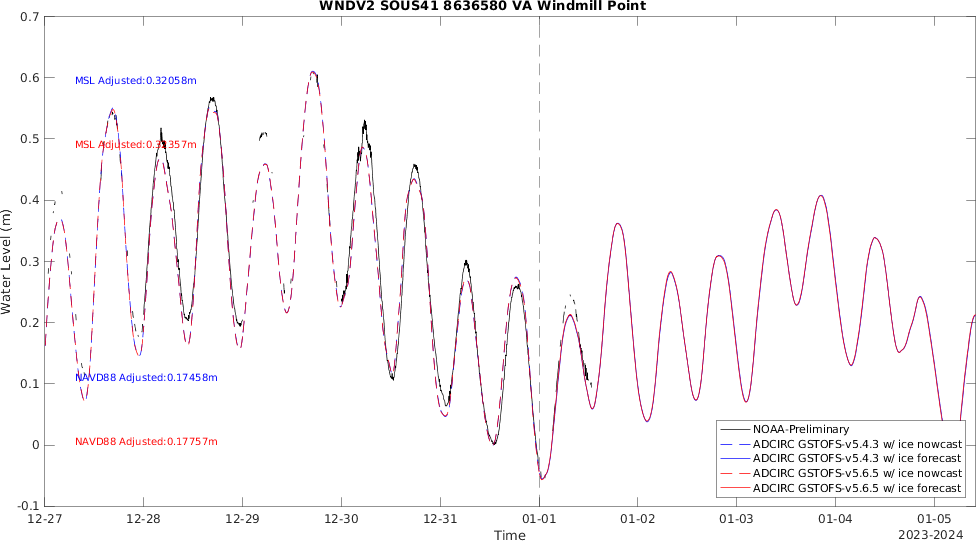 WNDV2 SOUS41 8636580 VA Windmill Point
0.7
0.6
0.5
0.4
0.3
0.2
0.1
0
-0.1
Water Level (m)
MSL Adjusted:0.32058m
MSL Adjusted:0.32357m
NAVD88 Adjusted:0.17458m
NAVD88 Adjusted:0.17757m
NOAA-Preliminary
ADCIRC GSTOFS-v5.4.3 w/ ice nowcast
ADCIRC GSTOFS-v5.4.3 w/ ice forecast
ADCIRC GSTOFS-v5.6.5 w/ ice nowcast
ADCIRC GSTOFS-v5.6.5 w/ ice forecast
12-27 12-28 12-29 12-30 12-31 01-01 01-02 01-03 01-04 01-05
Time
2023-2024